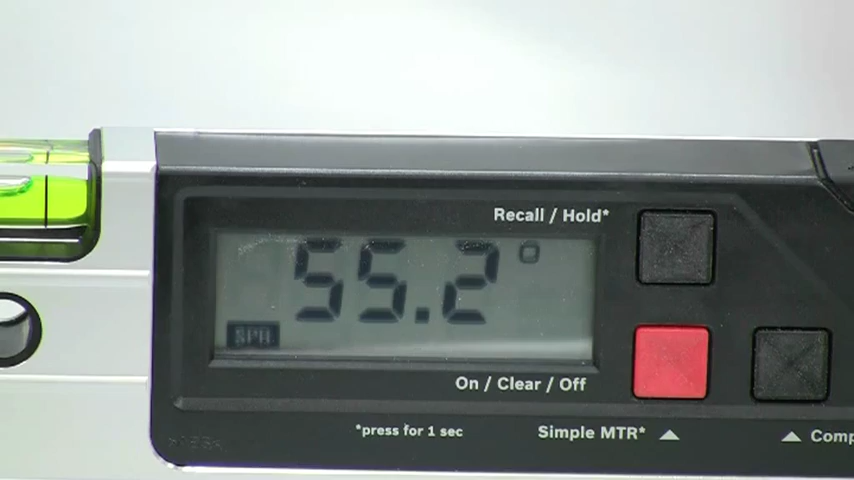 Recall / Hold*
55.2°
SPR
On / Clear / Off
*press for 1 sec
Simple MTR*
Comp